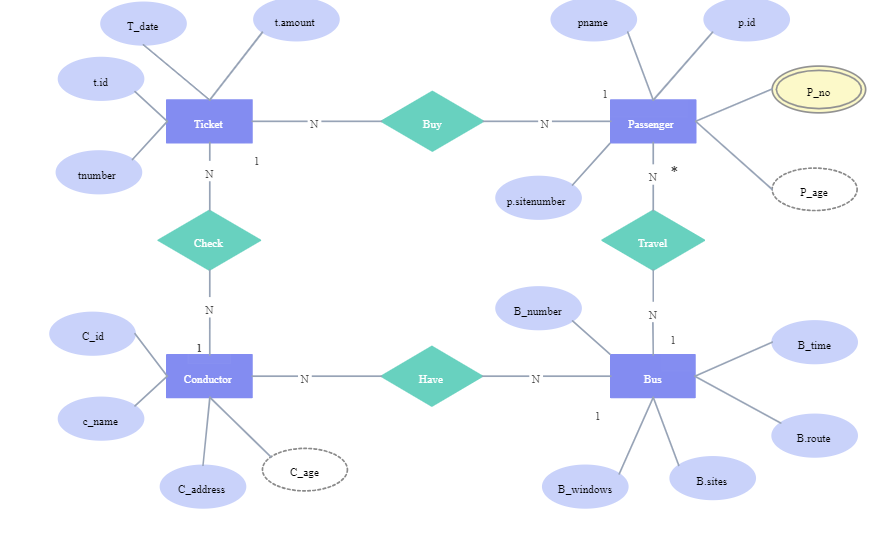 T_date
t.amount
pname
p.id
t.id
P_no
1
Ticket
N
Buy
N
Passenger
1
tnumber
N
N
*
P_age
p.sitenumber
Check
Travel
N
B_number
N
C_id
1
1
B_time
Conductor
N
Have
N
Bus
c_name
1
B.route
C_address
C_age
B_windows
B.sites